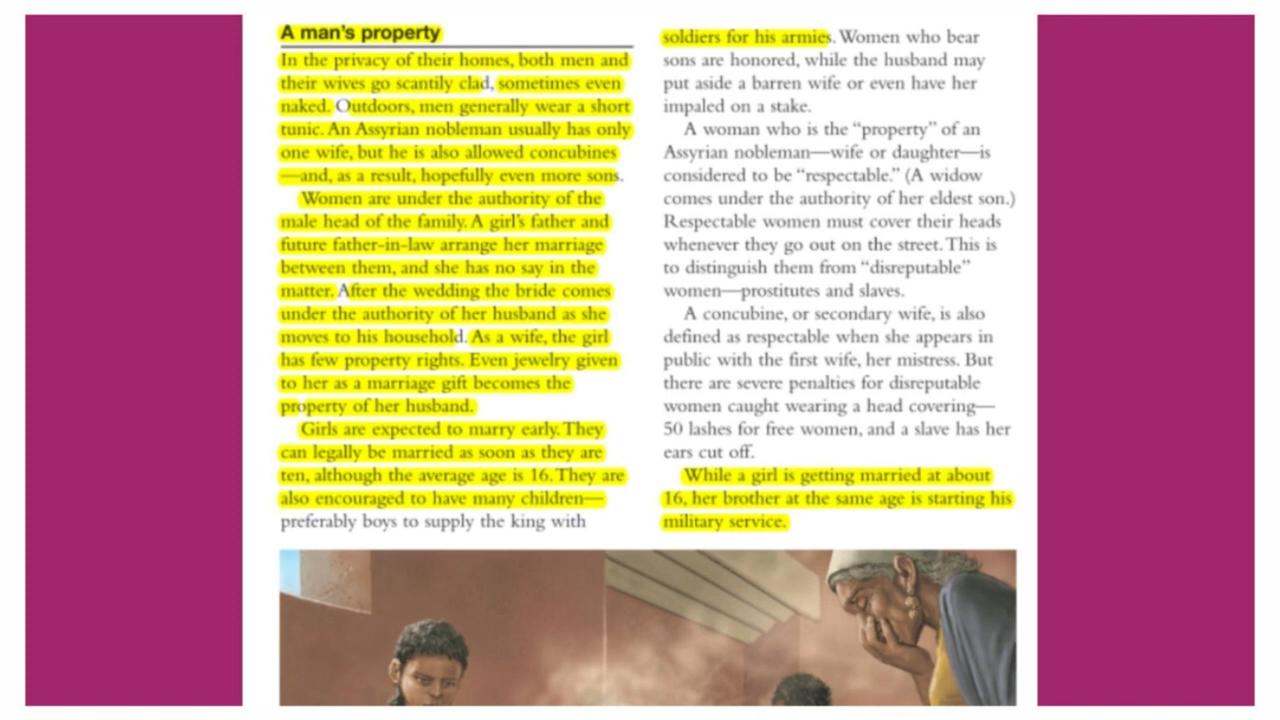 A man's property
In the privacy of their homes, both men and
their wives go scantily clad, sometimes even
naked. Outdoors, men generally wear a short
tunic. An Assyrian nobleman usually has only
one wife, but he is also allowed concubines
—and, as a result, hopefully even more sons.
Women are under the authority of the
male head of the family. A girl's father and
future father-in-law arrange her marriage
between them, and she has no say in the
matter. After the wedding the bride comes
under the authority of her husband as she
moves to his household. As a wife, the girl
has few property rights. Even jewelry given
to her as a marriage gift becomes the
property of her husband.
Girls are expected to marry early. They
can legally be married as soon as they are
ten, although the average age is 16. They are
also encouraged to have many children—
preferably boys to supply the king with
soldiers for his armies. Women who bear
sons are honored, while the husband may
put aside a barren wife or even have her
impaled on a stake.
A woman who is the “property” of an
Assyrian nobleman—wife or daughter—is
considered to be “respectable.” (A widow
comes under the authority of her eldest son.)
Respectable women must cover their heads
whenever they go out on the street. This is
to distinguish them from “disreputable”
women—prostitutes and slaves.
A concubine, or secondary wife, is also
defined as respectable when she appears in
public with the first wife, her mistress. But
there are severe penalties for disreputable
women caught wearing a head covering—
50 lashes for free women, and a slave has her
ears cut off.
While a girl is getting married at about
16, her brother at the same age is starting his
military service.